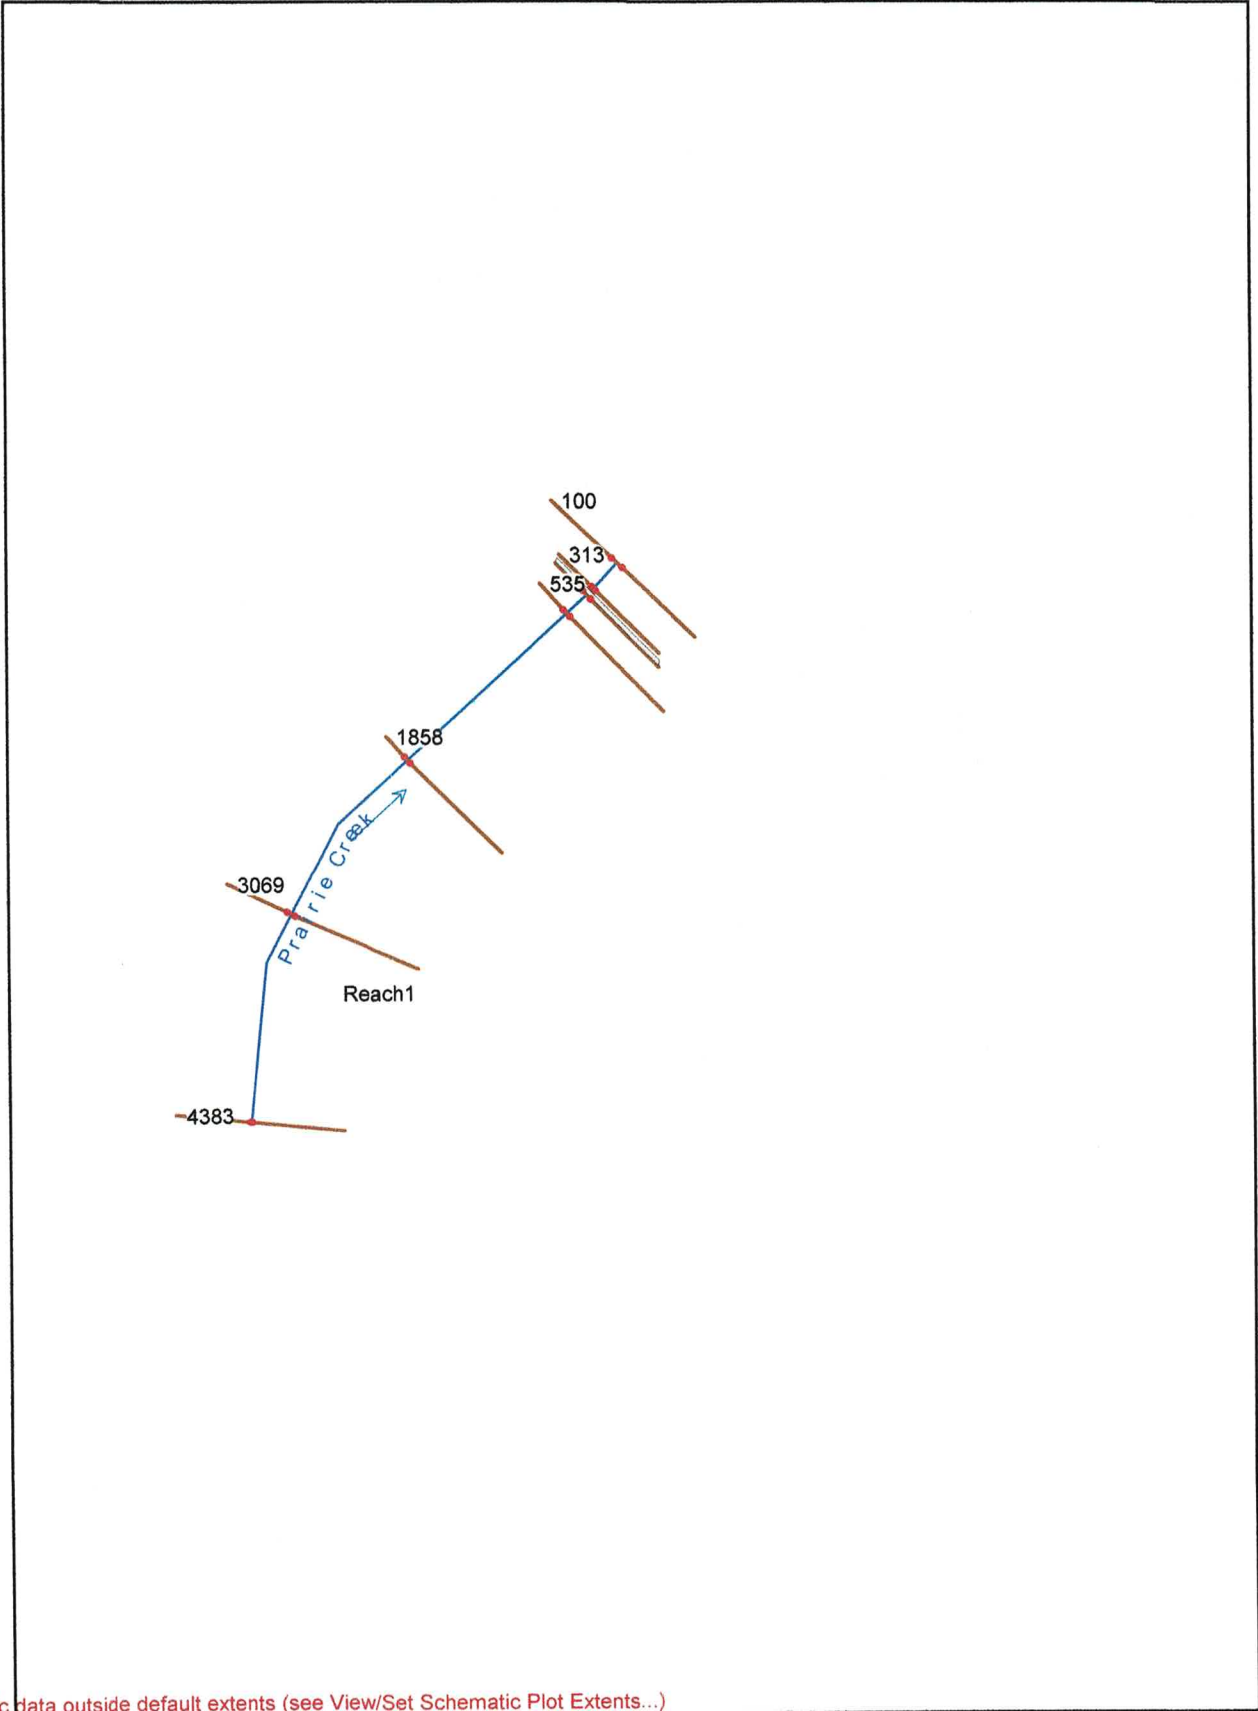 100
313
535
1858
Prairie Creek
3069
Reach1
4383
c data outside default extents (see View/Set Schematic Plot Extents...)